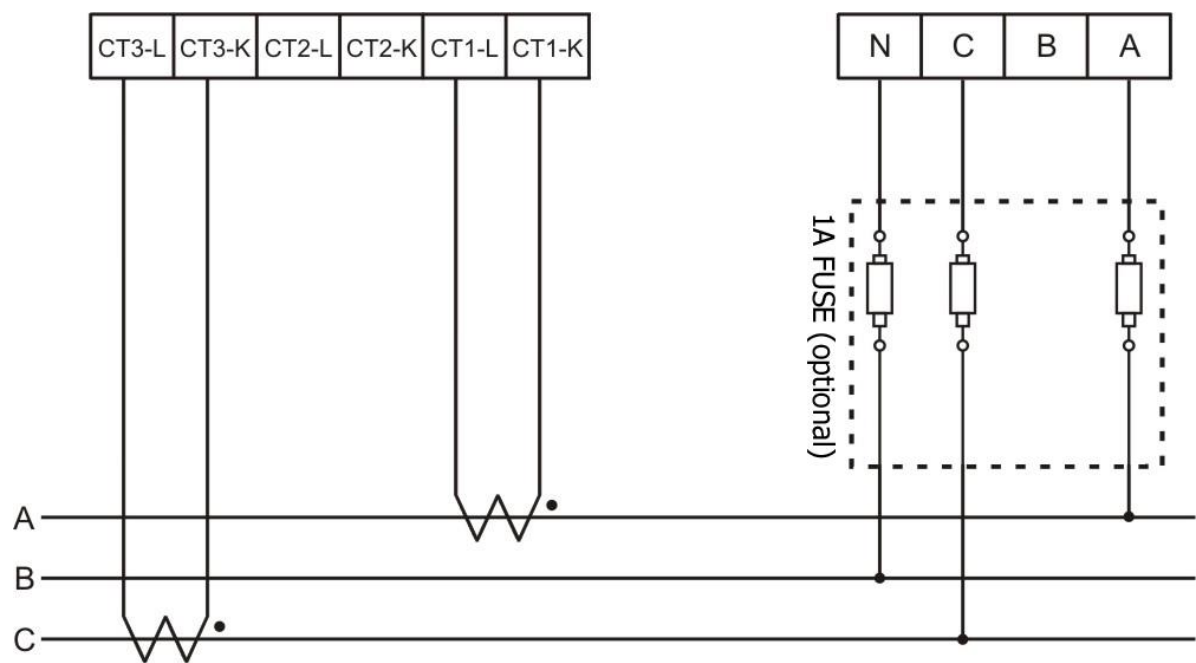 CT3-L CT3-K CT2-L CT2-K CT1-L CT1-K
N C B A
1A FUSE (optional)
A
B
C